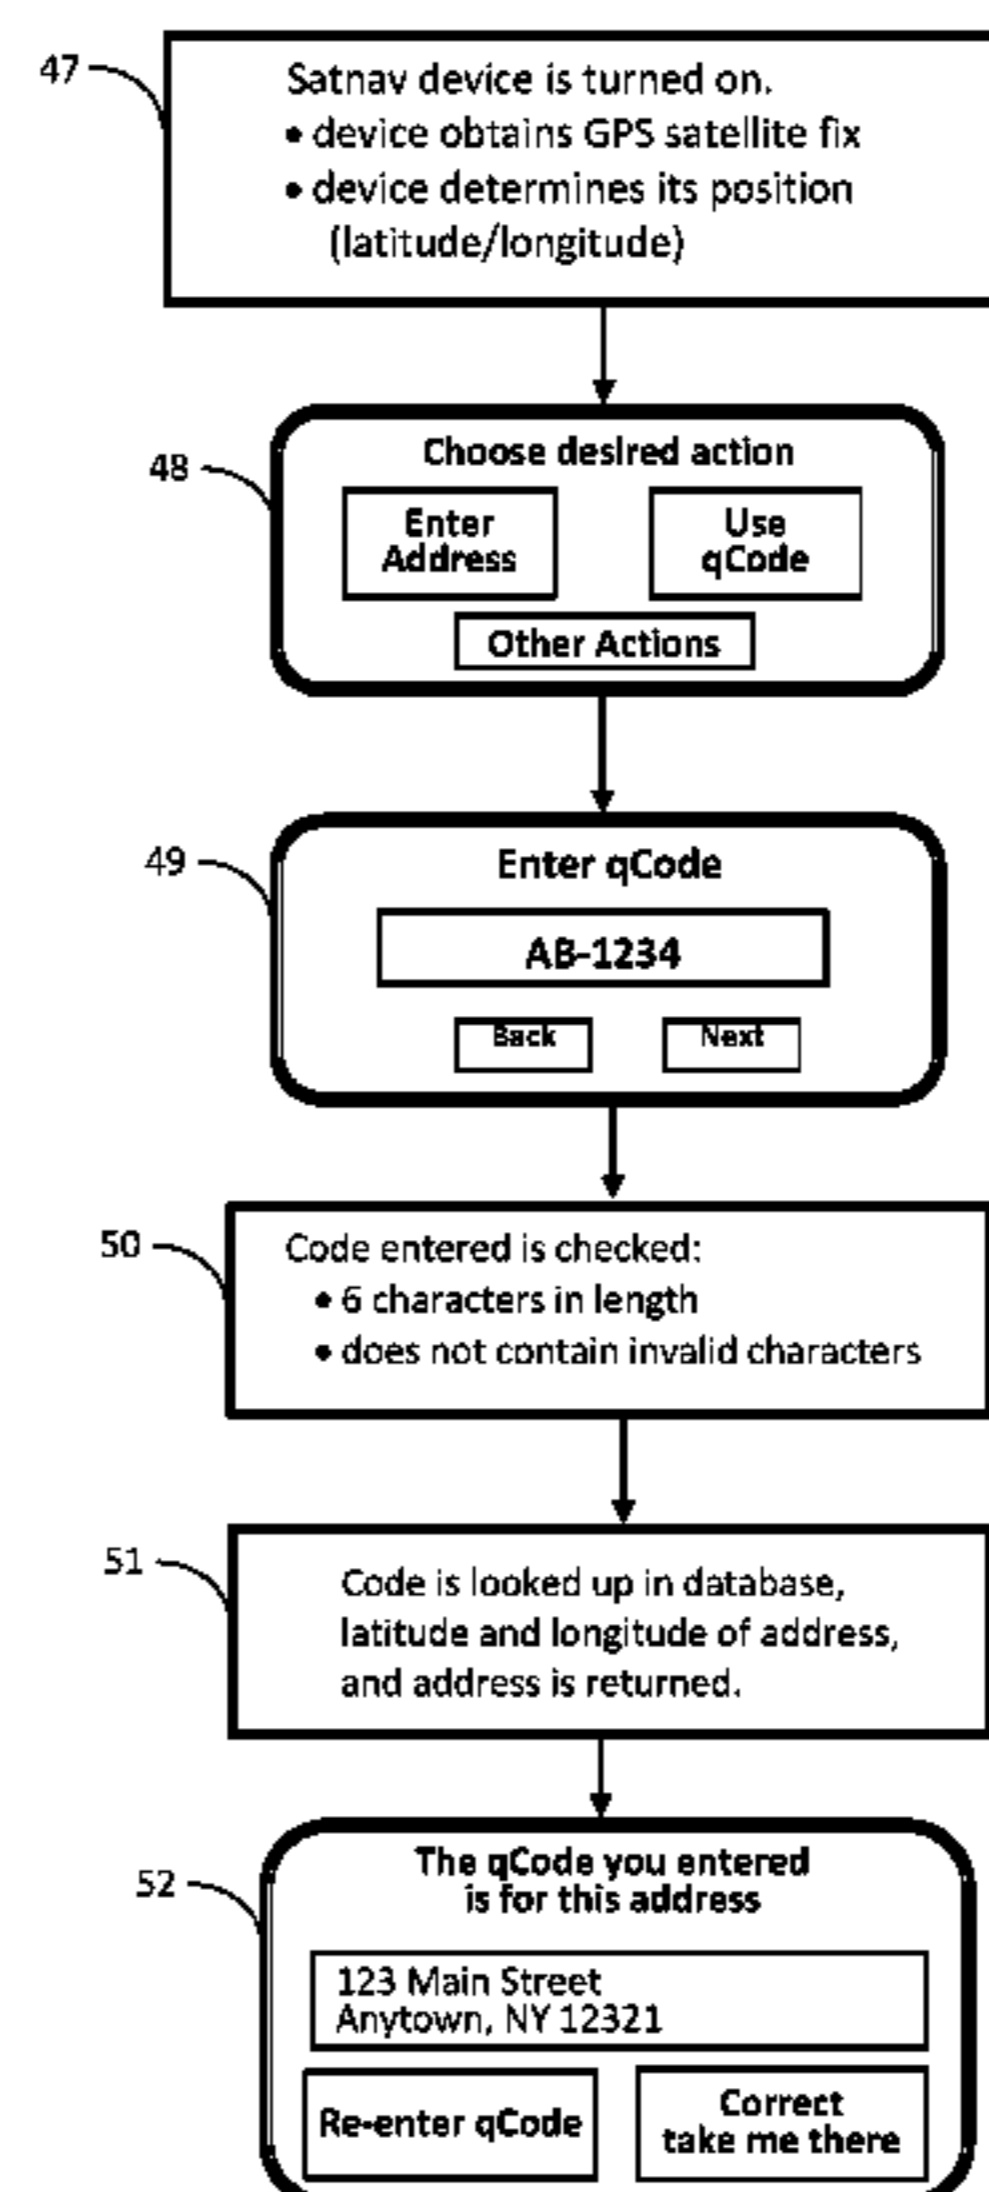 47
Satnav device is turned on.
• device obtains GPS satellite fix
• device determines its position
(latitude/longitude)
48
Choose desired action
Enter
Address
Use
qCode
Other Actions
49
Enter qCode
AB-1234
Back
Next
50
Code entered is checked:
• 6 characters in length
• does not contain invalid characters
51
Code is looked up in database,
latitude and longitude of address,
and address is returned.
52
The qCode you entered
is for this address
123 Main Street
Anytown, NY 12321
Re-enter qCode
Correct
take me there